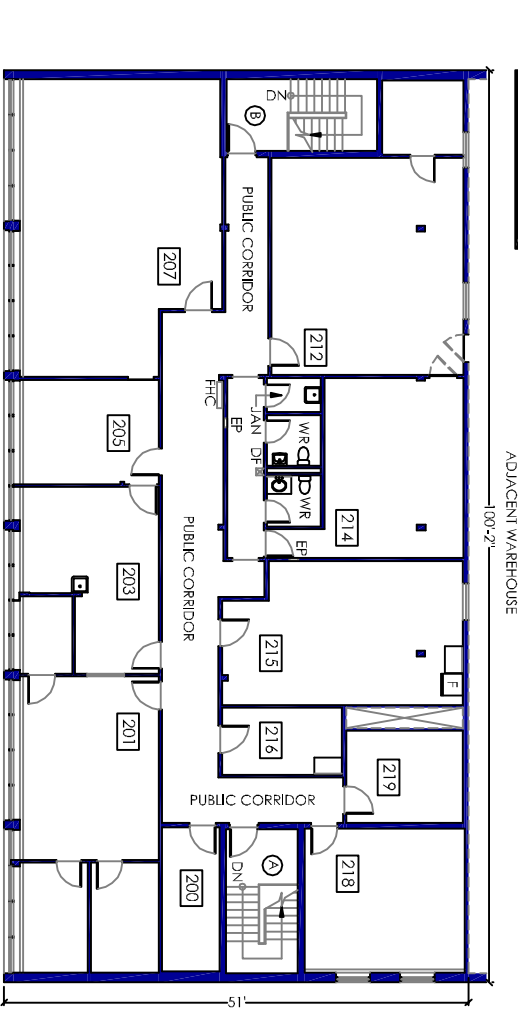 DN
B
PUBLIC CORRIDOR
207
212
FHC
EP
JAN
WR
DF
WR
205
214
EP
ADJACENT WAREHOUSE
100'-2"
PUBLIC CORRIDOR
203
215
F
201
216
219
PUBLIC CORRIDOR
A
DN
200
218
51'